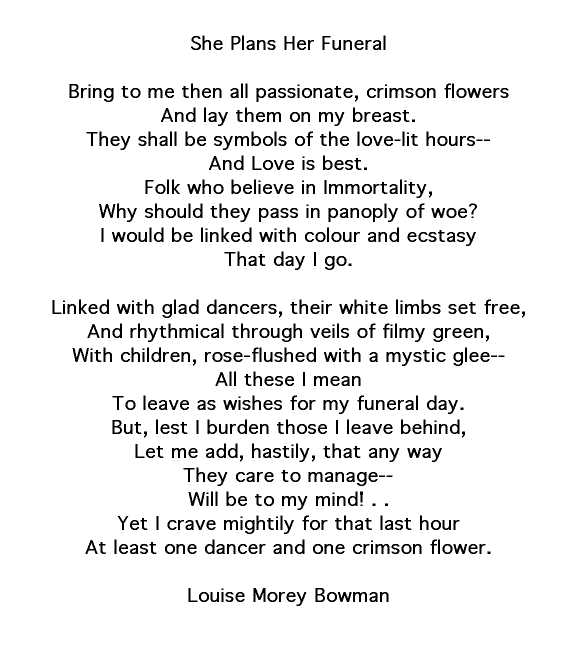 She Plans Her Funeral

Bring to me then all passionate, crimson flowers
And lay them on my breast.
They shall be symbols of the love-lit hours--
And Love is best.
Folk who believe in Immortality,
Why should they pass in panoply of woe?
I would be linked with colour and ecstasy
That day I go.

Linked with glad dancers, their white limbs set free,
And rhythmical through veils of filmy green,
With children, rose-flushed with a mystic glee--
All these I mean
To leave as wishes for my funeral day.
But, lest I burden those I leave behind,
Let me add, hastily, that any way
They care to manage--
Will be to my mind! . .
Yet I crave mightily for that last hour
At least one dancer and one crimson flower.

Louise Morey Bowman